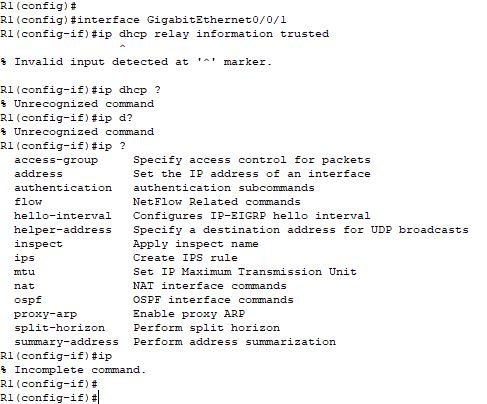 R1(config)#
R1(config)#interface GigabitEthernet0/0/1
R1(config-if)#ip dhcp relay information trusted
^
% Invalid input detected at '^' marker.
R1(config-if)#ip dhcp ?
% Unrecognized command
R1(config-if)#ip d?
% Unrecognized command
R1(config-if)#ip ?
access-group Specify access control for packets
address Set the IP address of an interface
authentication authentication subcommands
flow NetFlow Related commands
hello-interval Configures IP-EIGRP hello interval
helper-address Specify a destination address for UDP broadcasts
inspect Apply inspect name
ips Create IPS rule
mtu Set IP Maximum Transmission Unit
nat NAT interface commands
ospf OSPF interface commands
proxy-arp Enable proxy ARP
split-horizon Perform split horizon
summary-address Perform address summarization
R1(config-if)#ip
% Incomplete command.
R1(config-if)#
R1(config-if)#